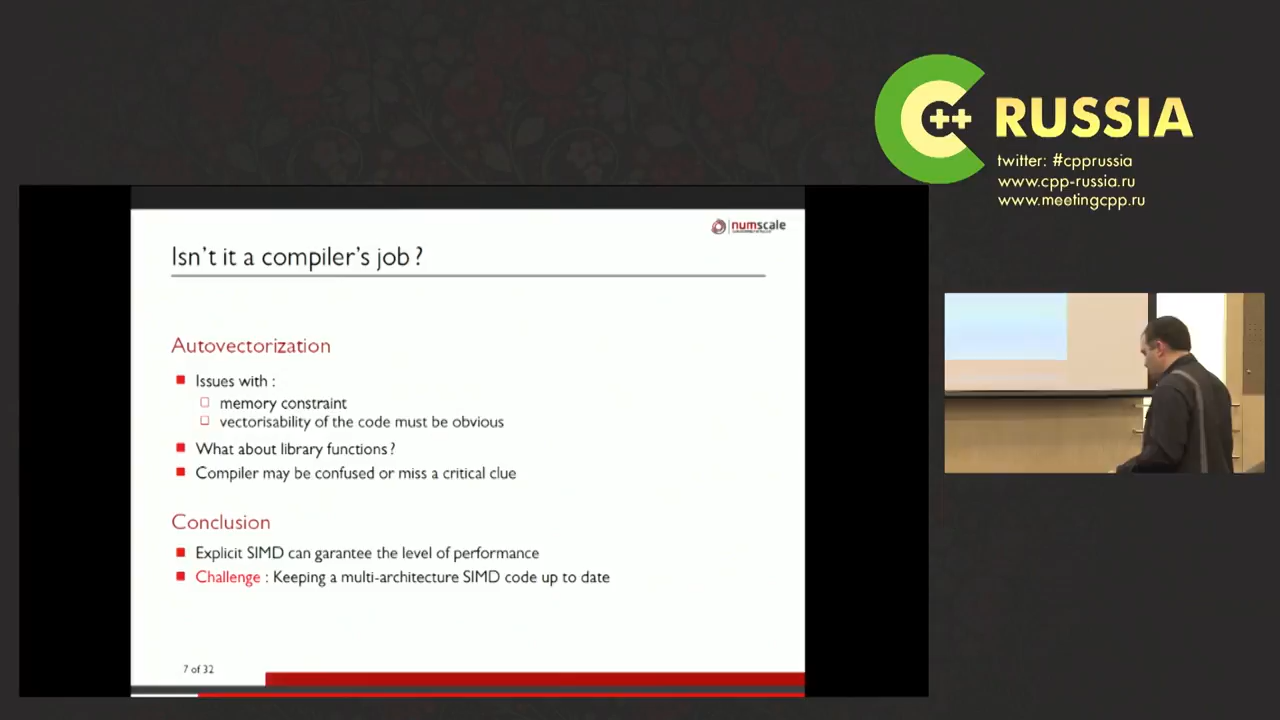 C++ RUSSIA
twitter: #cpprussia
www.cpp-russia.ru
www.meetingcpp.ru
numscale
Isn't it a compiler's job ?
Autovectorization
Issues with :
memory constraint
vectorisability of the code must be obvious
What about library functions ?
Compiler may be confused or miss a critical clue
Conclusion
Explicit SIMD can garantee the level of performance
Challenge : Keeping a multi-architecture SIMD code up to date
7 of 32